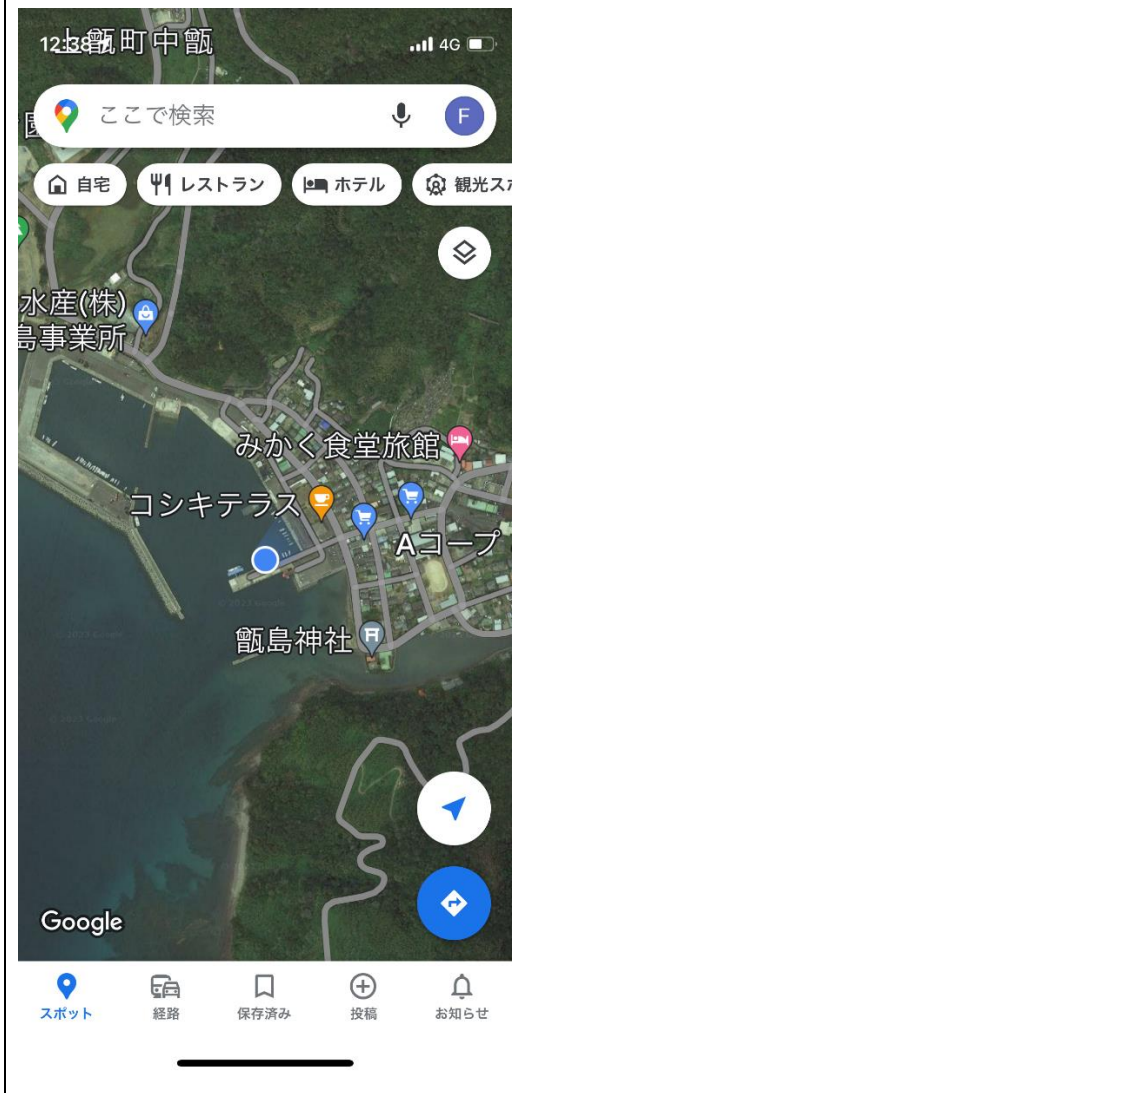 上甑町中甑
12:38
4G
ここで検索
F
自宅
レストラン
ホテル
観光ス
水産(株)
島事業所
みかく食堂旅館
コシキテラス
Aコープ
甑島神社
Google
スポット
経路
保存済み
投稿
お知らせ